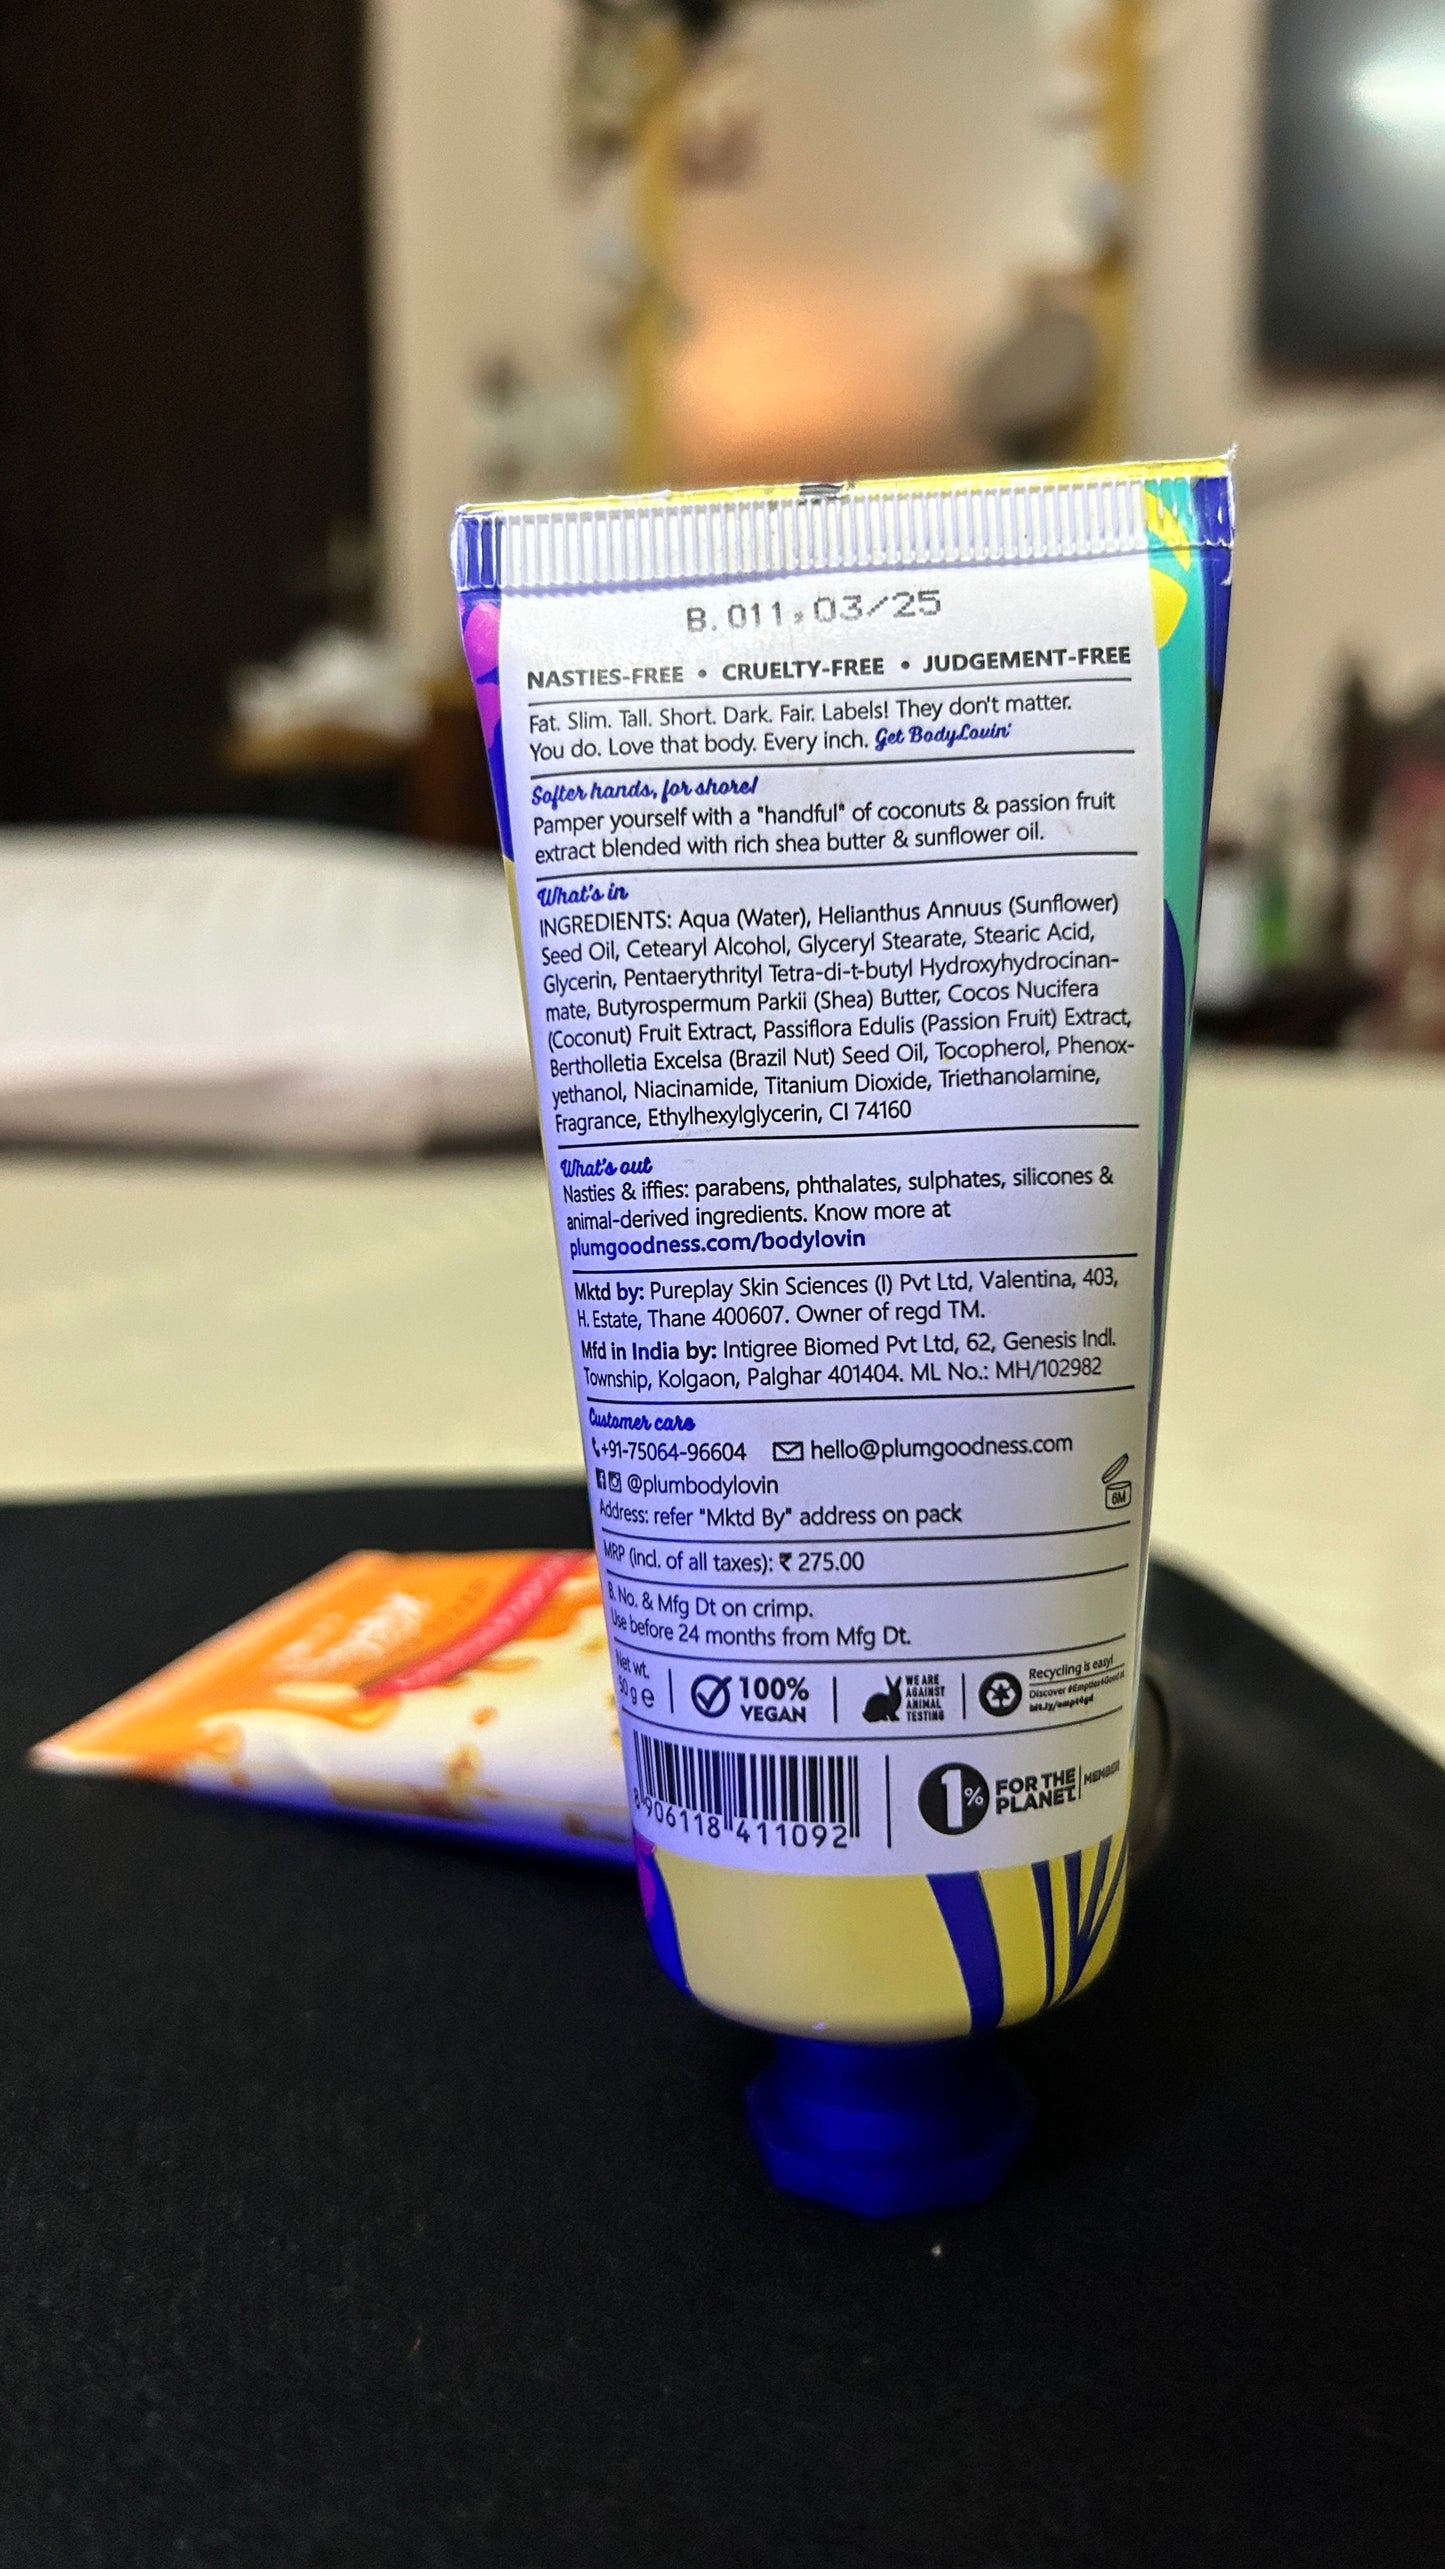 B. 011, 03/25
NASTIES-FREE • CRUELTY-FREE • JUDGEMENT-FREE
Fat. Slim. Tall. Short. Dark. Fair. Labels! They don't matter.
You do. Love that body. Every inch. Get BodyLovin'
Softer hands, for shore!
Pamper yourself with a "handful" of coconuts & passion fruit
extract blended with rich shea butter & sunflower oil.
What's in
INGREDIENTS: Aqua (Water), Helianthus Annuus (Sunflower)
Seed Oil, Cetearyl Alcohol, Glyceryl Stearate, Stearic Acid,
Glycerin, Pentaerythrityl Tetra-di-t-butyl Hydroxyhydrocinan-
mate, Butyrospermum Parkii (Shea) Butter, Cocos Nucifera
(Coconut) Fruit Extract, Passiflora Edulis (Passion Fruit) Extract,
Bertholletia Excelsa (Brazil Nut) Seed Oil, Tocopherol, Phenox-
yethanol, Niacinamide, Titanium Dioxide, Triethanolamine,
Fragrance, Ethylhexylglycerin, CI 74160
What's out
Nasties & iffies: parabens, phthalates, sulphates, silicones &
animal-derived ingredients. Know more at
plumgoodness.com/bodylovin
Mktd by: Pureplay Skin Sciences (I) Pvt Ltd, Valentina, 403,
H. Estate, Thane 400607. Owner of regd TM.
Mfd in India by: Intigree Biomed Pvt Ltd, 62, Genesis Indl.
Township, Kolgaon, Palghar 401404. ML No.: MH/102982
Customer care
+91-75064-96604 hello@plumgoodness.com
@plumbodylovin
6M
Address: refer "Mktd By" address on pack
MRP (incl. of all taxes): ₹ 275.00
B. No. & Mfg Dt on crimp.
Use before 24 months from Mfg Dt.
Net wt.
50 g e
100%
VEGAN
WE ARE
AGAINST
ANIMAL
TESTING
Recycling is easy!
Discover #Empties4Good at
bit.ly/empt4gd
8 906118 411092
1% FOR THE
PLANET MEMBER